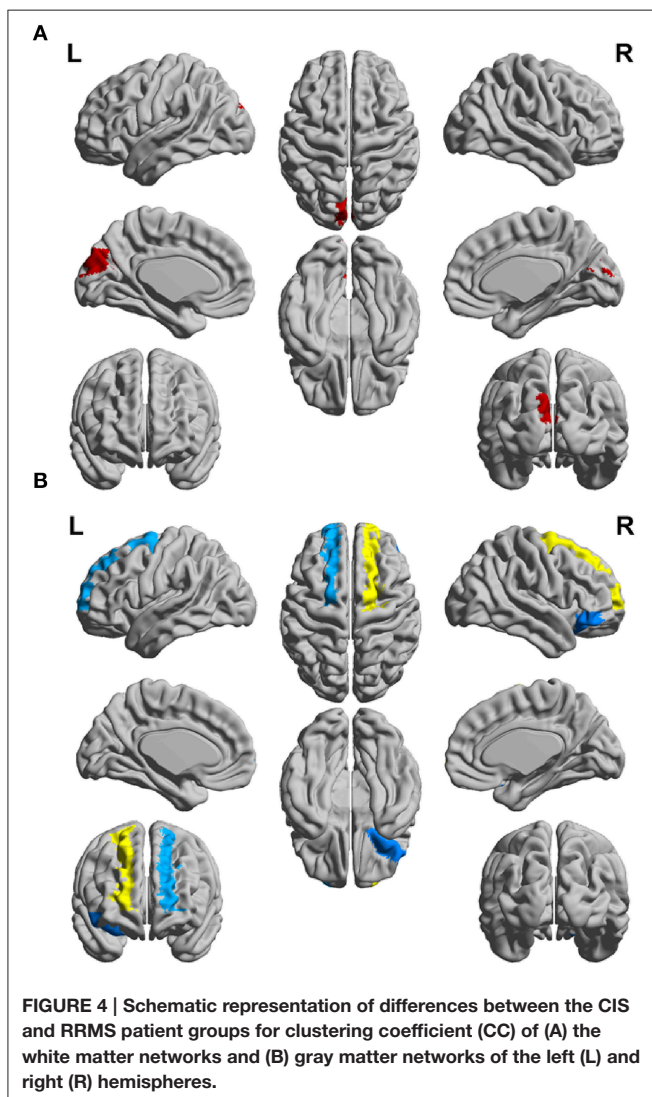 A
L
R
B
L
R
FIGURE 4 | Schematic representation of differences between the CIS
and RRMS patient groups for clustering coefficient (CC) of (A) the
white matter networks and (B) gray matter networks of the left (L) and
right (R) hemispheres.